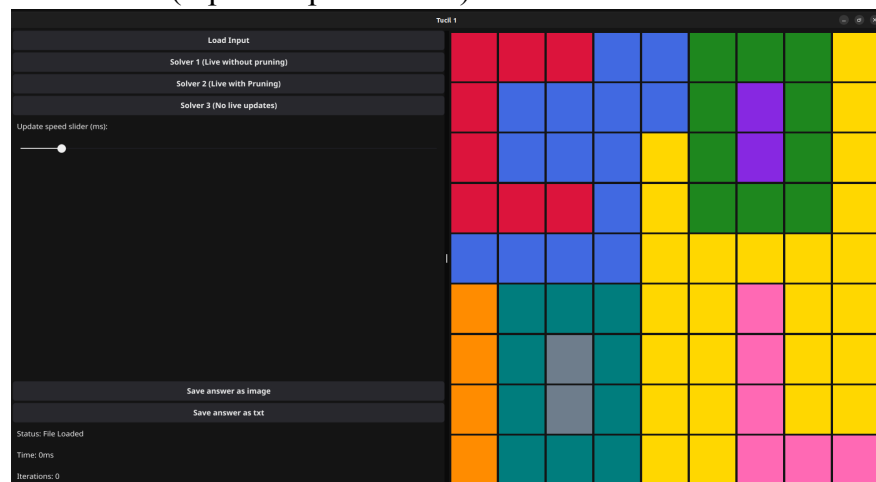 Tucil 1
Load Input
Solver 1 (Live without pruning)
Solver 2 (Live with Pruning)
Solver 3 (No live updates)
Update speed slider (ms):
Save answer as image
Save answer as txt
Status: File Loaded
Time: 0ms
Iterations: 0